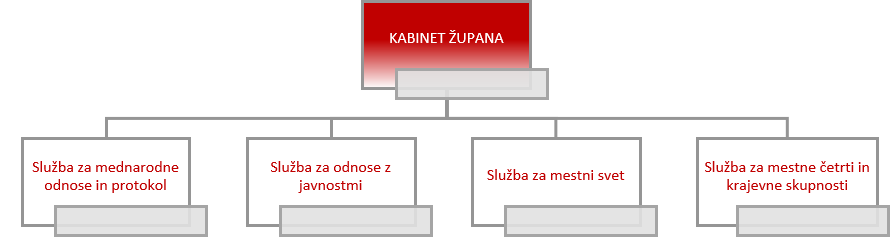 KABINET ŽUPANA
Služba za mednarodne
odnose in protokol
Služba za odnose z
javnostmi
Služba za mestni svet
Služba za mestne četrti in
krajevne skupnosti